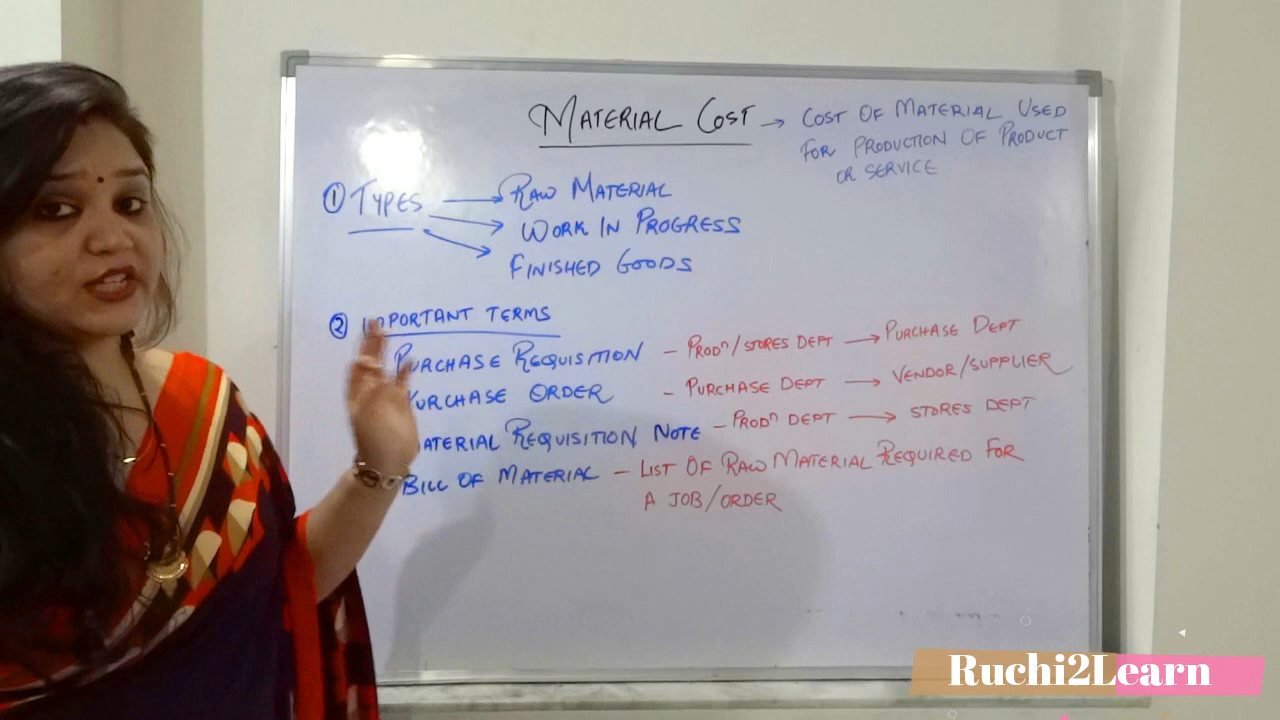 MATERIAL COST → COST OF MATERIAL USED
FOR PRODUCTION OF PRODUCT
OR SERVICE
① TYPES → RAW MATERIAL
→ WORK IN PROGRESS
→ FINISHED GOODS
② IMPORTANT TERMS
PURCHASE REQUISITION - PRODⁿ/STORES DEPT → PURCHASE DEPT
PURCHASE ORDER - PURCHASE DEPT → VENDOR/SUPPLIER
MATERIAL REQUISITION NOTE - PRODⁿ DEPT → STORES DEPT
BILL OF MATERIAL - LIST OF RAW MATERIAL REQUIRED FOR
A JOB/ORDER
Ruchi2Learn